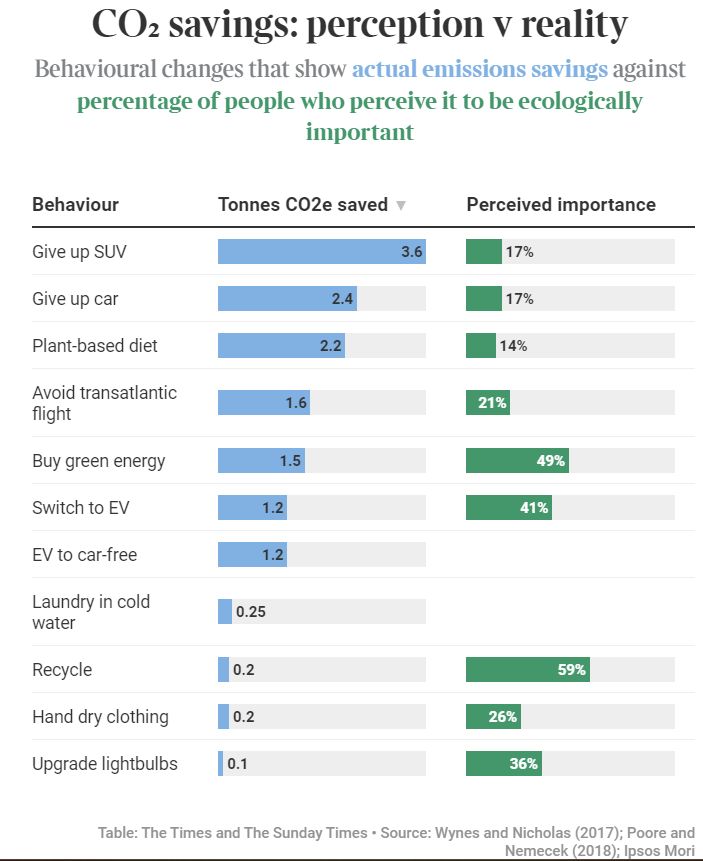 CO₂ savings: perception v reality
Behavioural changes that show actual emissions savings against
percentage of people who perceive it to be ecologically
important
Behaviour Tonnes CO2e saved ▼ Perceived importance
Give up SUV 3.6 17%
Give up car 2.4 17%
Plant-based diet 2.2 14%
Avoid transatlantic
flight 1.6 21%
Buy green energy 1.5 49%
Switch to EV 1.2 41%
EV to car-free 1.2
Laundry in cold
water 0.25
Recycle 0.2 59%
Hand dry clothing 0.2 26%
Upgrade lightbulbs 0.1 36%
Table: The Times and The Sunday Times • Source: Wynes and Nicholas (2017); Poore and
Nemecek (2018); Ipsos Mori